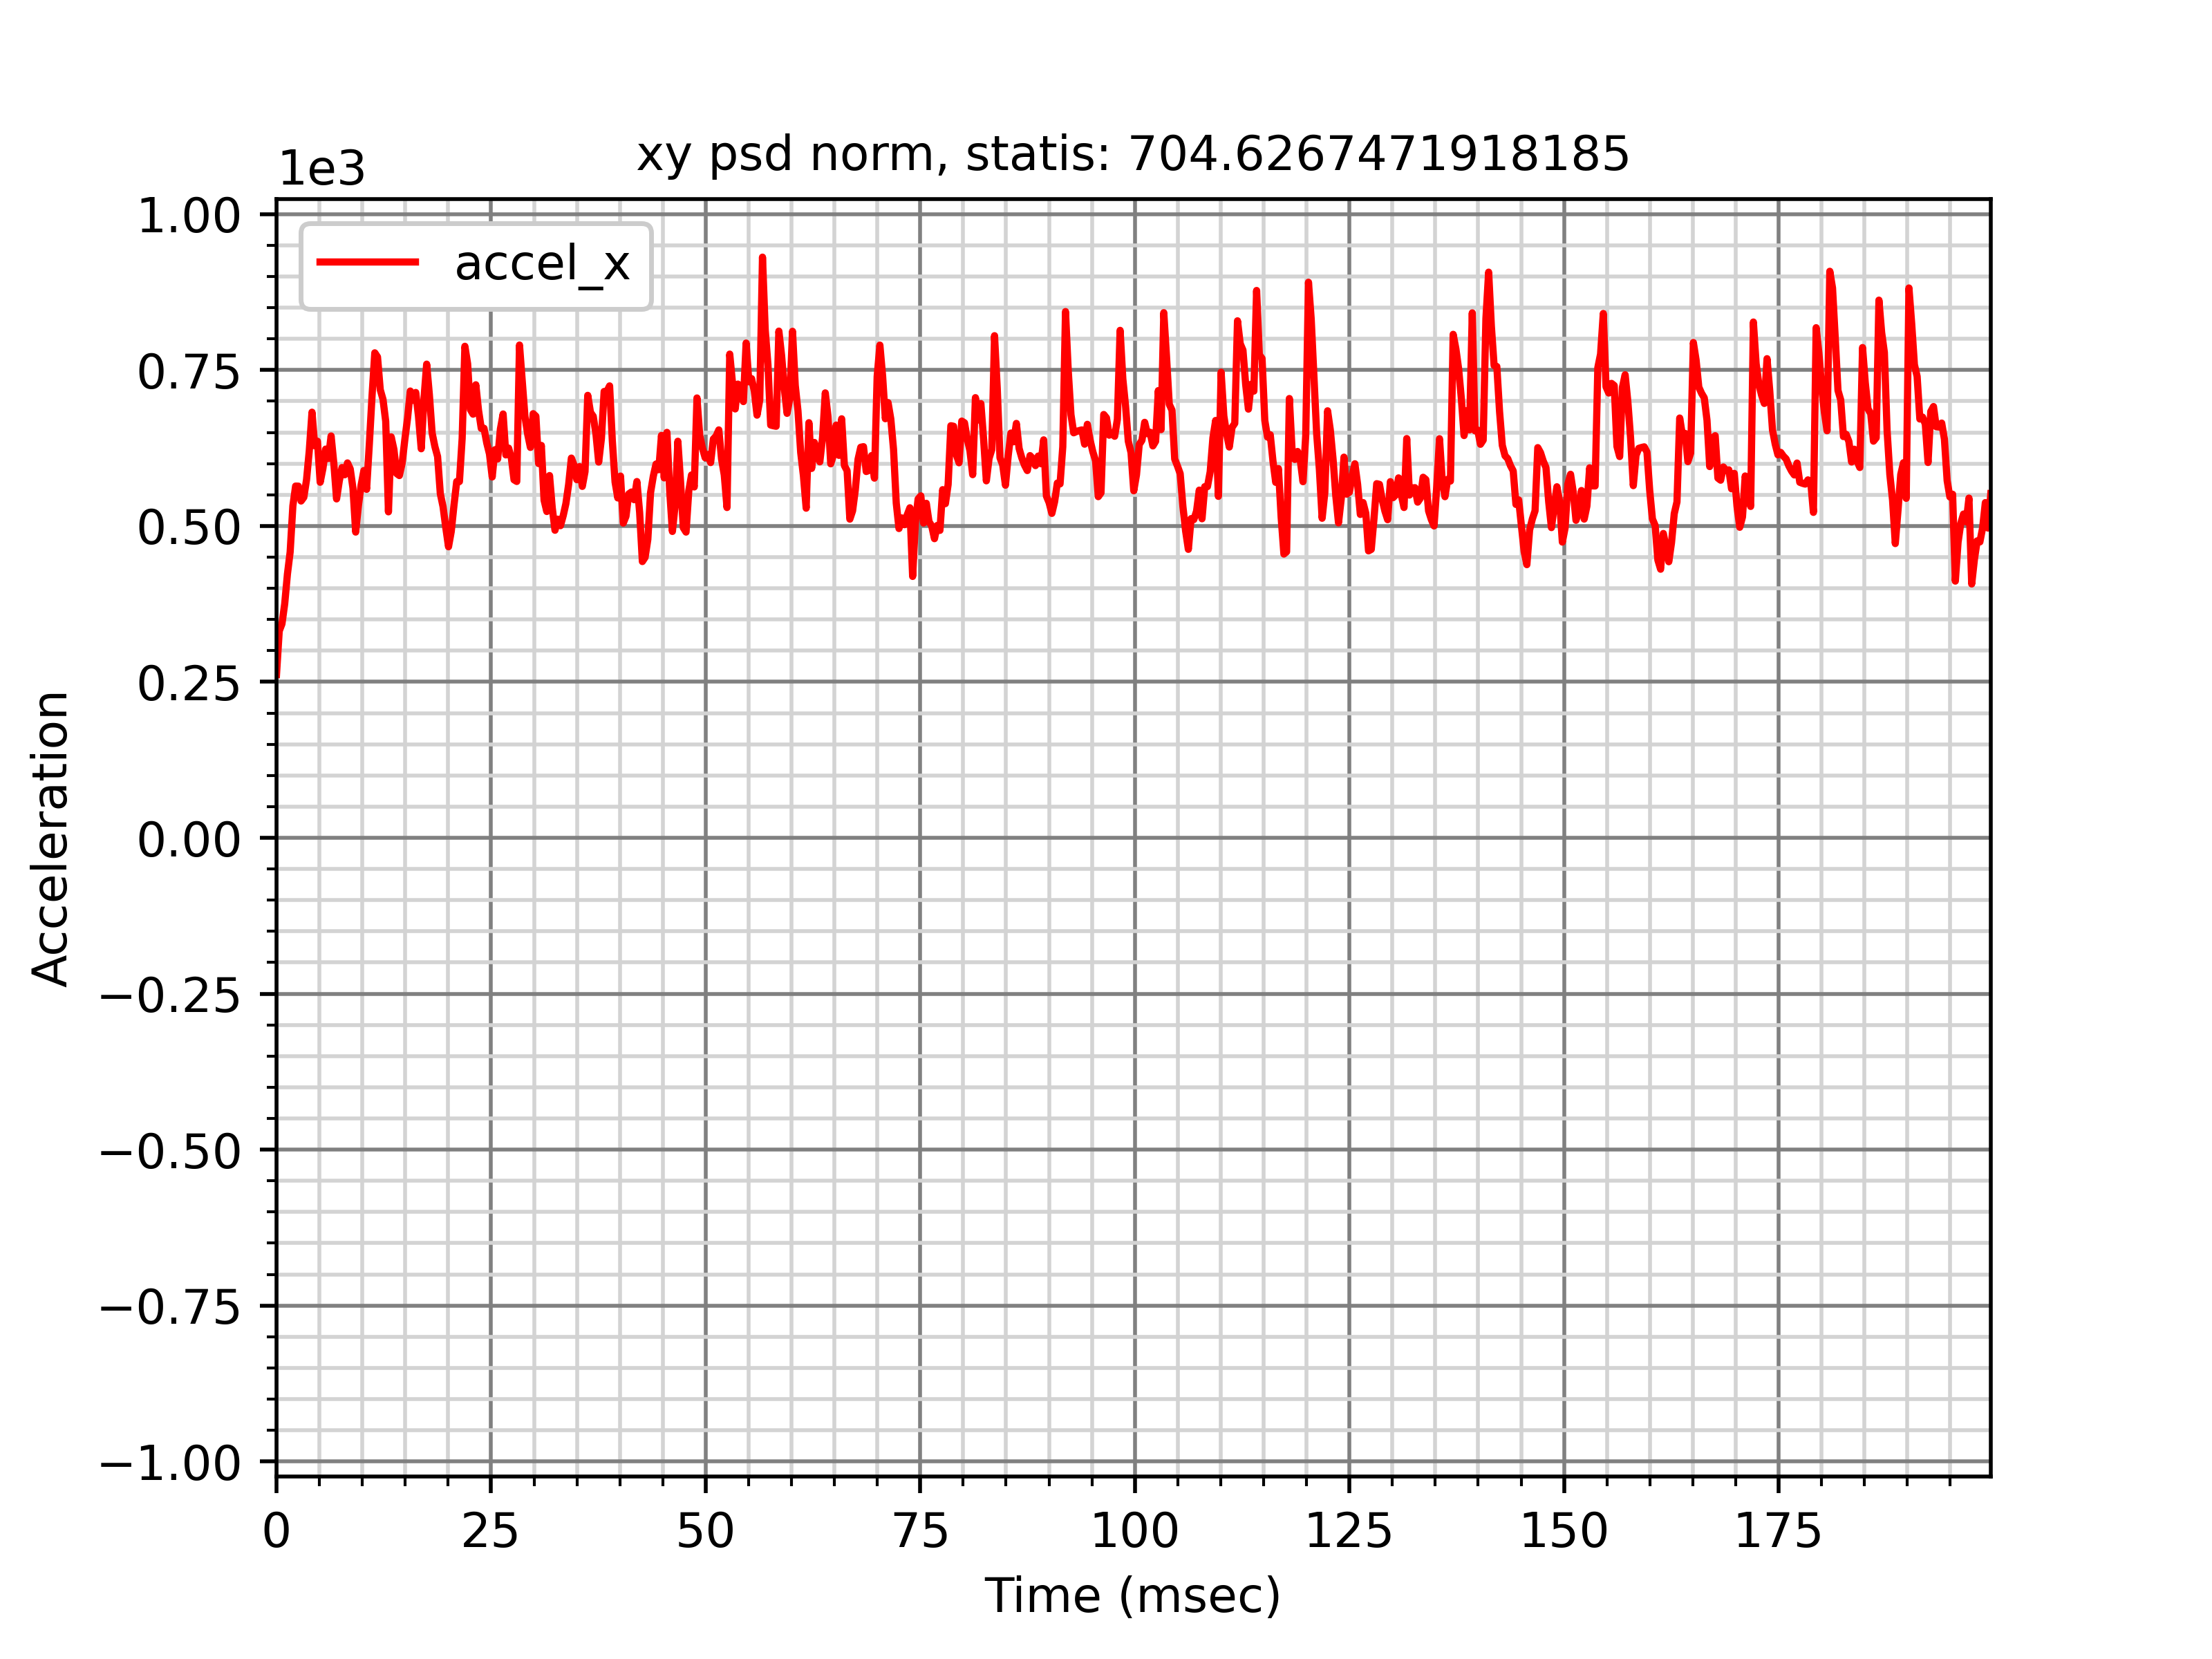 xy psd norm, statis: 704.6267471918185
1e3
accel_x
1.00
0.75
0.50
0.25
0.00
−0.25
−0.50
−0.75
−1.00
Acceleration
0 25 50 75 100 125 150 175
Time (msec)